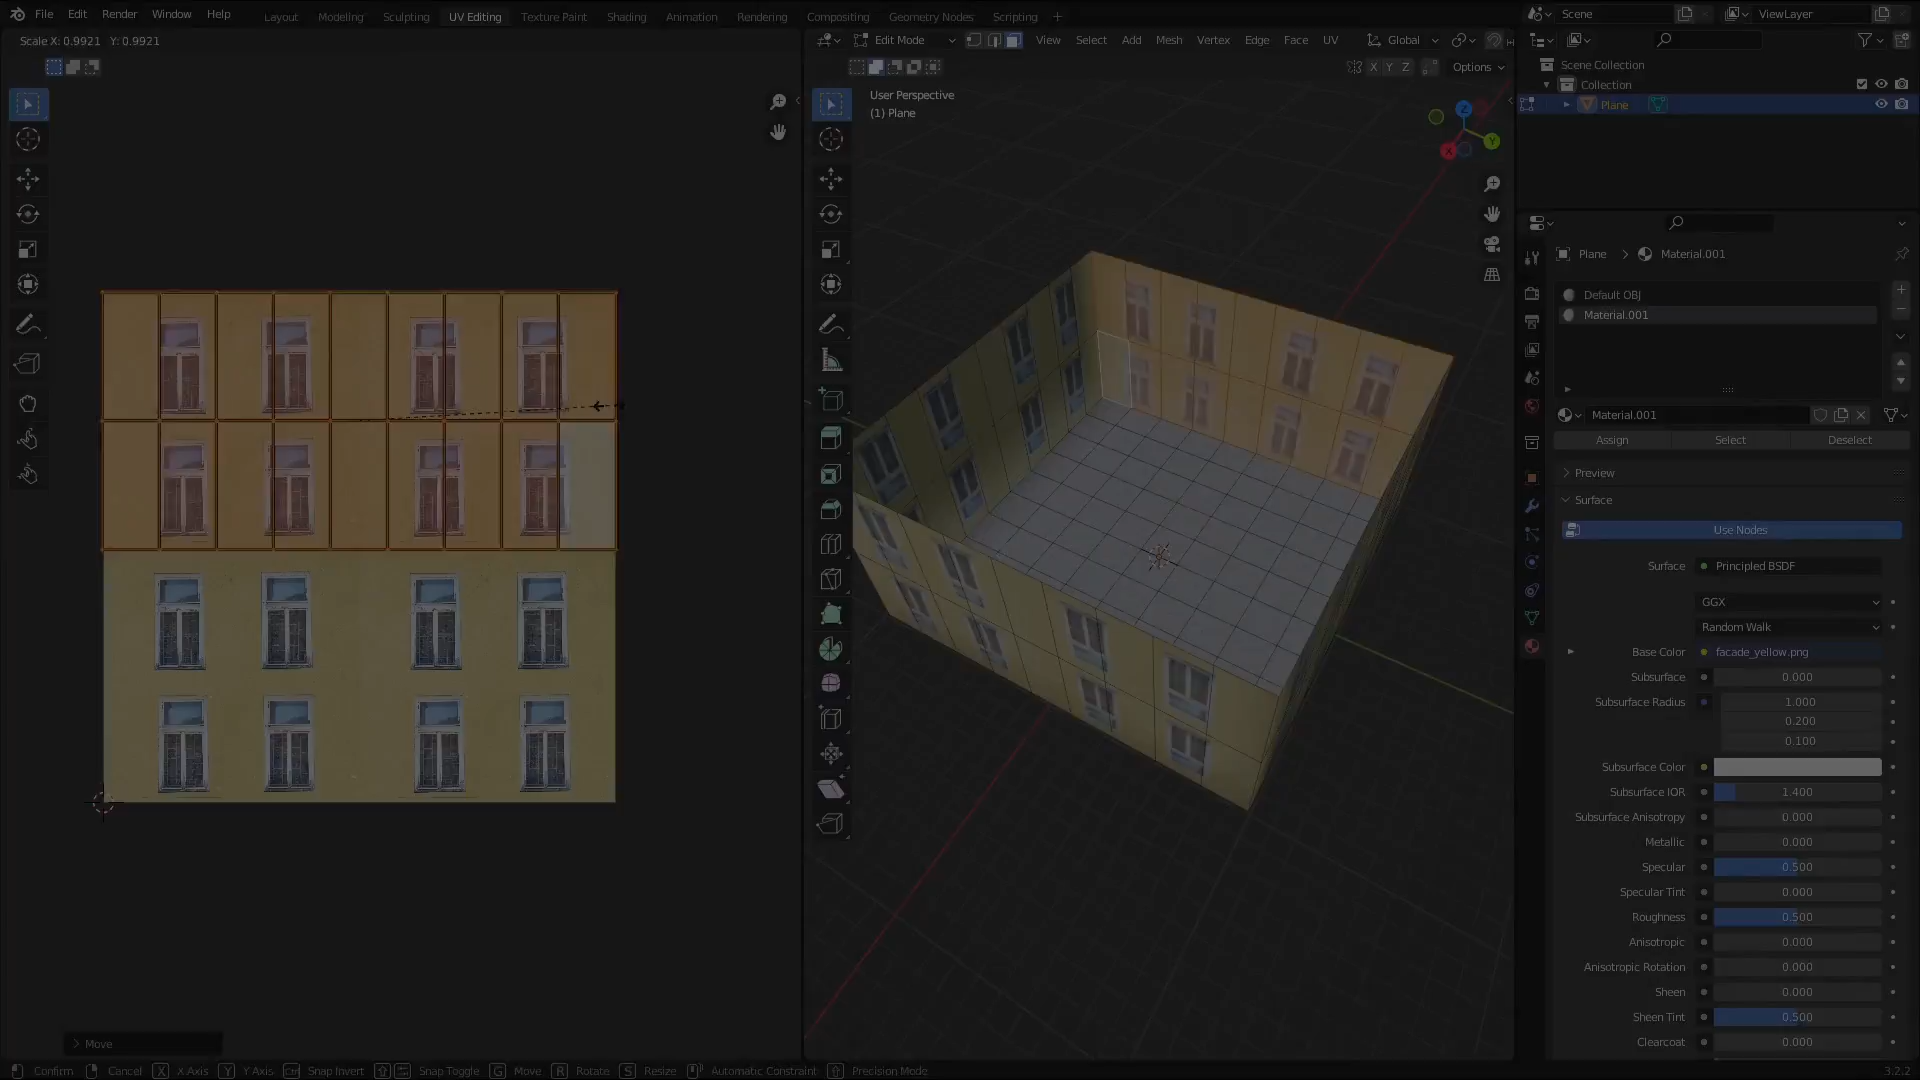 File Edit Render Window Help Layout Modeling Sculpting UV Editing Texture Paint Shading Animation Rendering Compositing Geometry Nodes Scripting + Scene ViewLayer
Scale X: 0.9921 Y: 0.9921
Edit Mode View Select Add Mesh Vertex Edge Face UV Global
X Y Z Options
User Perspective
(1) Plane
Z
Y
X
Scene Collection
Collection
Plane
Plane > Material.001
Default OBJ
Material.001
Material.001
Assign Select Deselect
Preview
Surface
Use Nodes
Surface Principled BSDF
GGX
Random Walk
Base Color facade_yellow.png
Subsurface 0.000
Subsurface Radius 1.000
0.200
0.100
Subsurface Color
Subsurface IOR 1.400
Subsurface Anisotropy 0.000
Metallic 0.000
Specular 0.500
Specular Tint 0.000
Roughness 0.500
Anisotropic 0.000
Anisotropic Rotation 0.000
Sheen 0.000
Sheen Tint 0.500
Clearcoat 0.000
> Move
Confirm Cancel X X Axis Y Y Axis Ctrl Snap Invert Snap Toggle G Move R Rotate S Resize Automatic Constraint Precision Mode 3.2.2